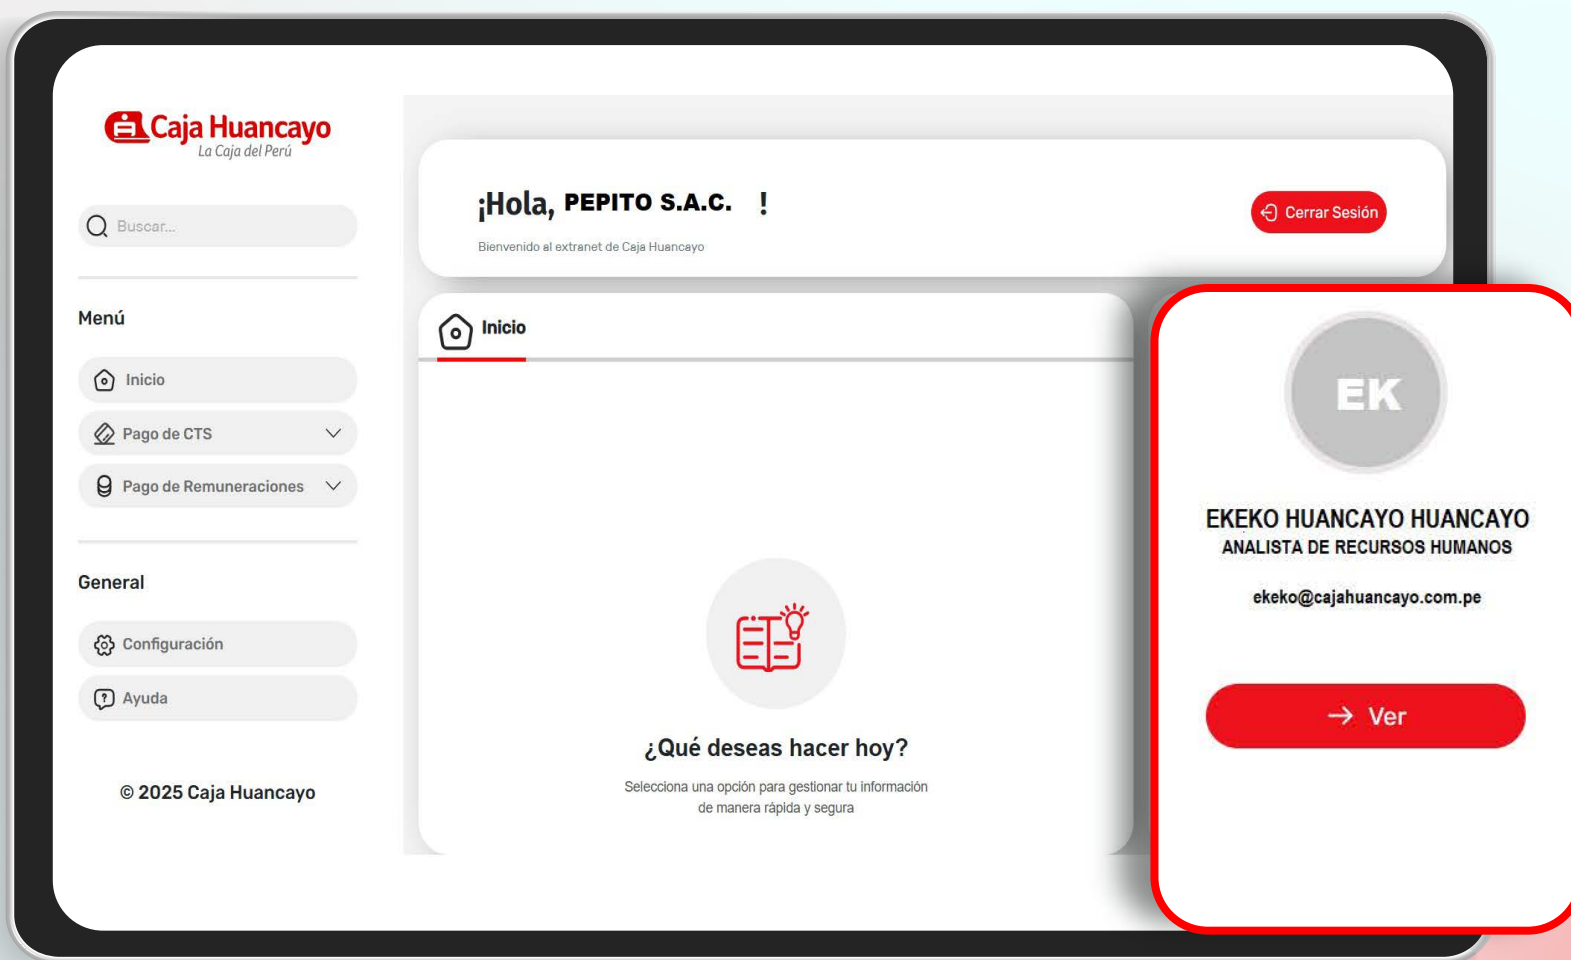 Caja Huancayo
La Caja del Perú
Buscar...
Menú
Inicio
Pago de CTS
Pago de Remuneraciones
General
Configuración
Ayuda
© 2025 Caja Huancayo
¡Hola, PEPITO S.A.C. !
Bienvenido al extranet de Caja Huancayo
Cerrar Sesión
Inicio
¿Qué deseas hacer hoy?
Selecciona una opción para gestionar tu información
de manera rápida y segura
EK
EKEKO HUANCAYO HUANCAYO
ANALISTA DE RECURSOS HUMANOS
ekeko@cajahuancayo.com.pe
Ver